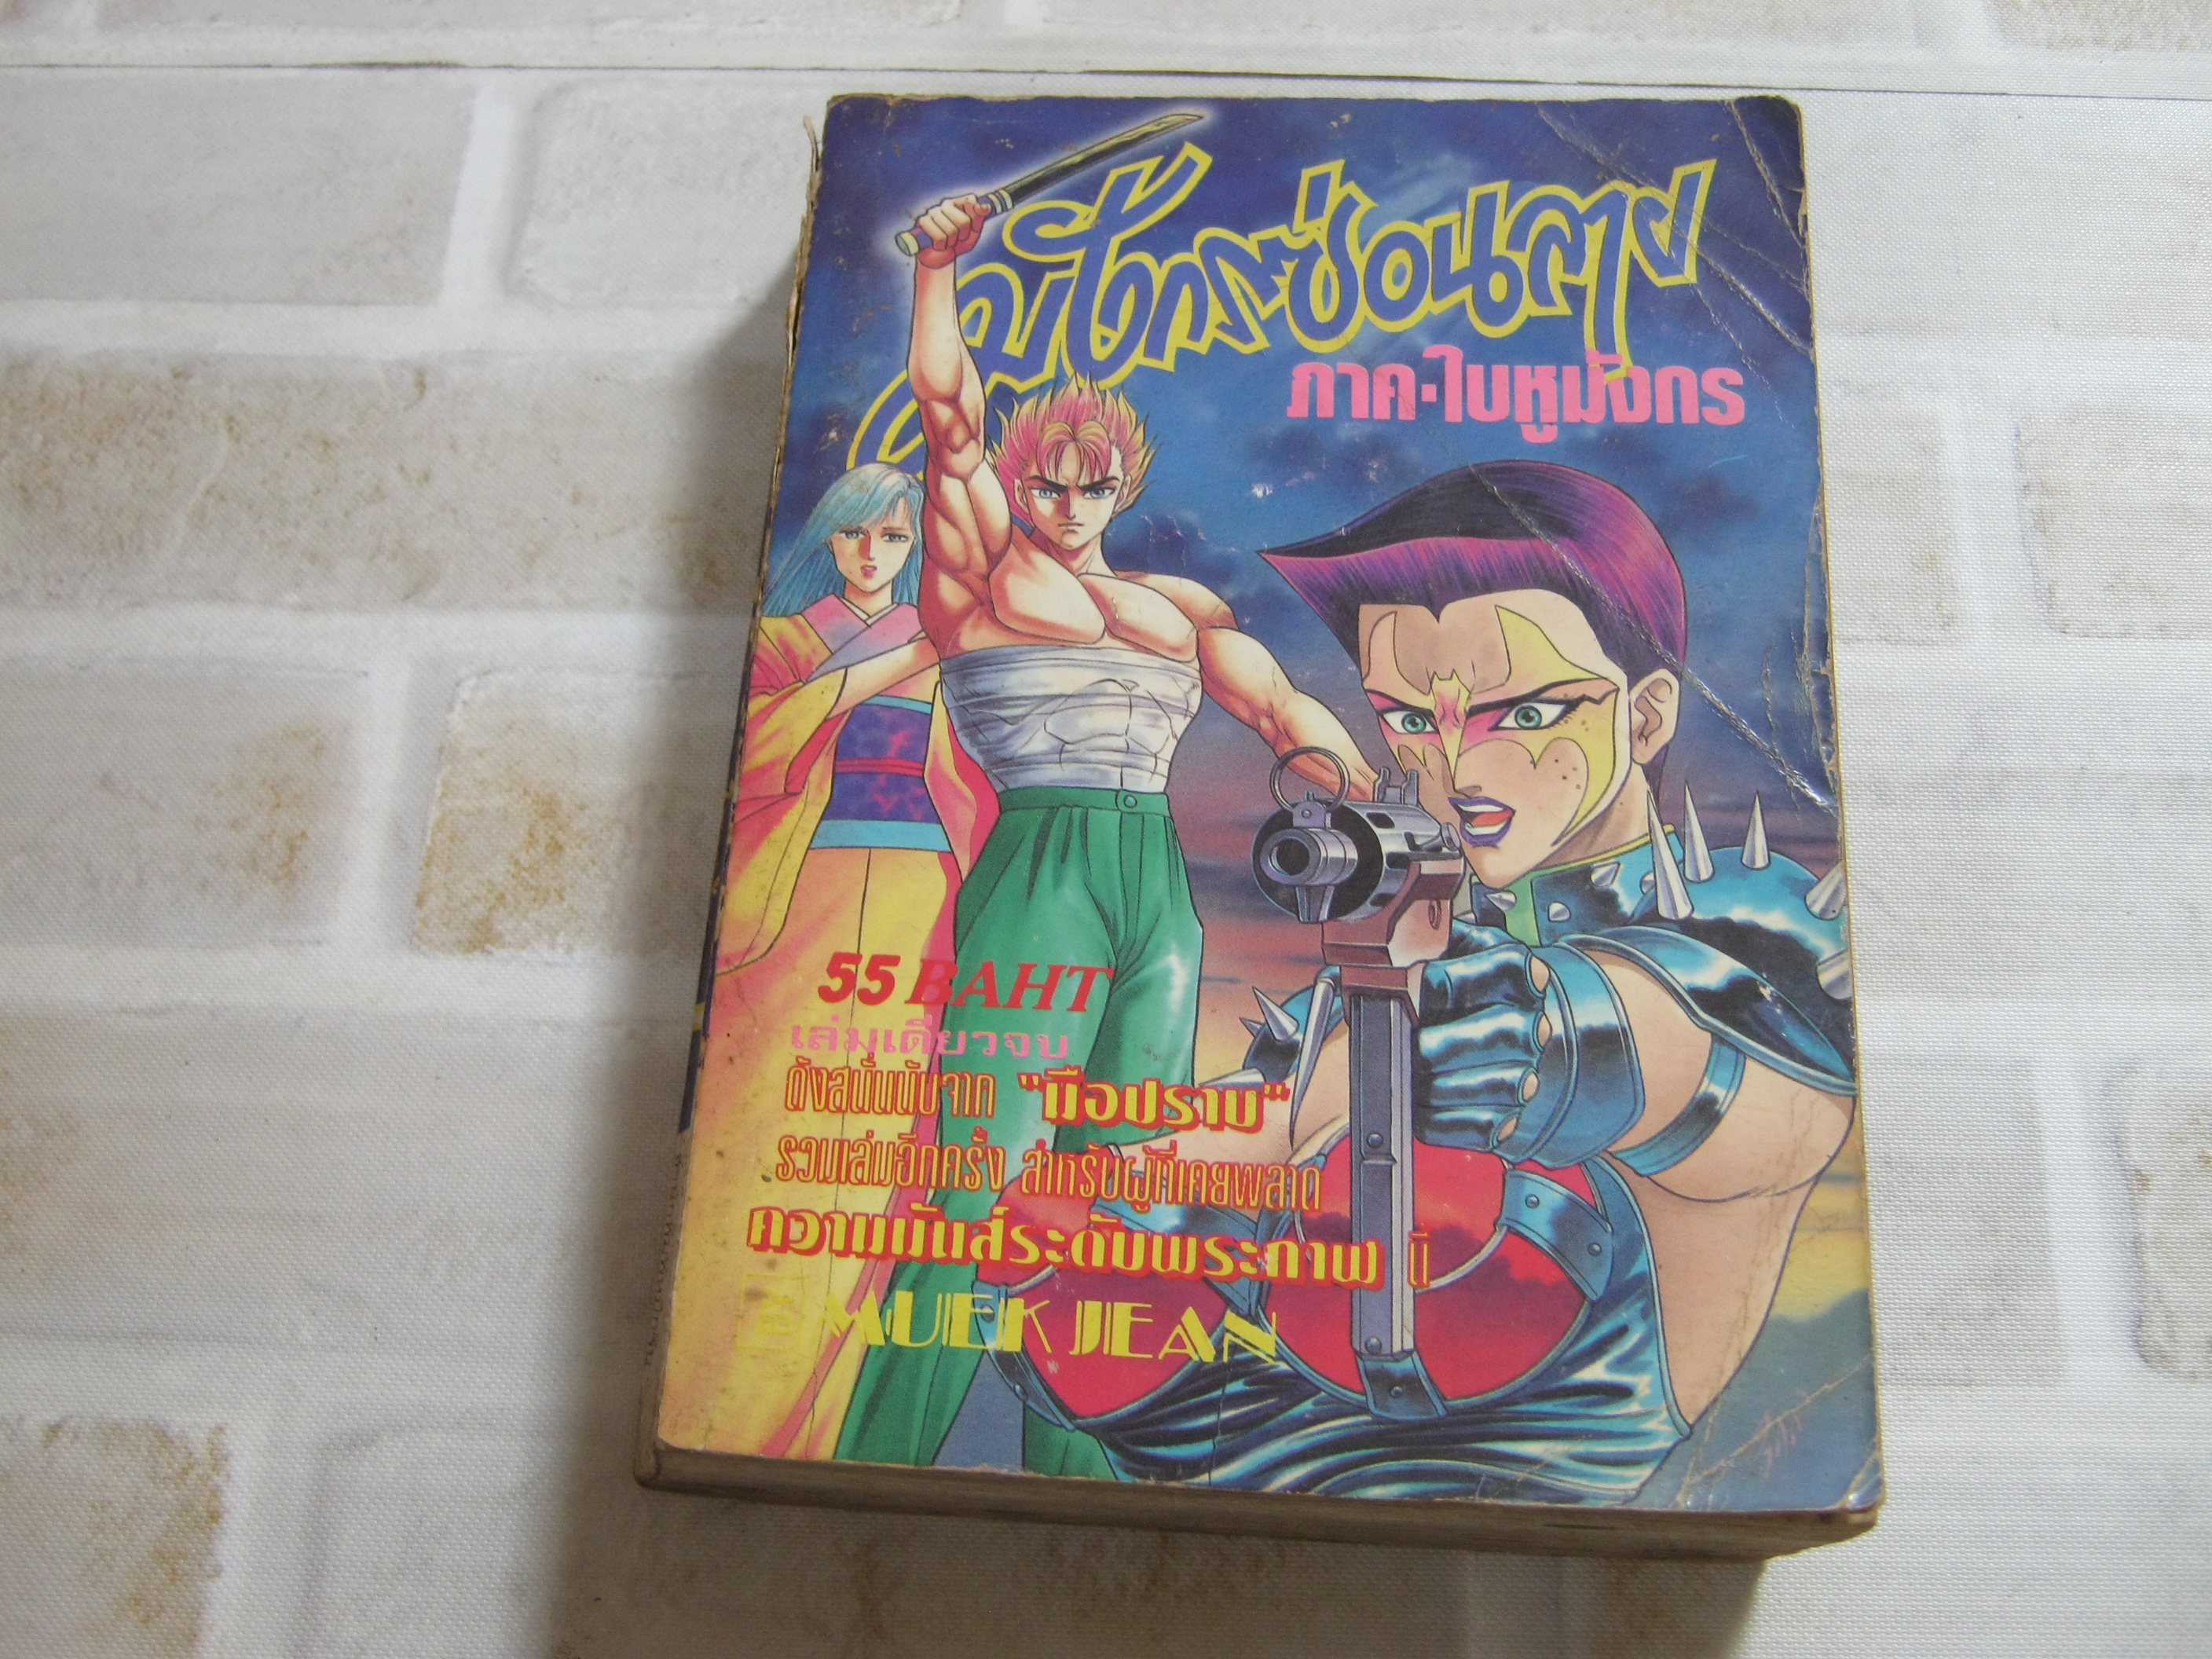 ภาค·ใบหูมังกร
55 BAHT
เล่มเดียวจบ
ดังสนั่นนับจาก "มือปราบ"
รวมเล่มอีกครั้ง สำหรับผู้ที่เคยพลาด
ความมันส์ระดับพระกาฬ นี้
MUEK JEAN